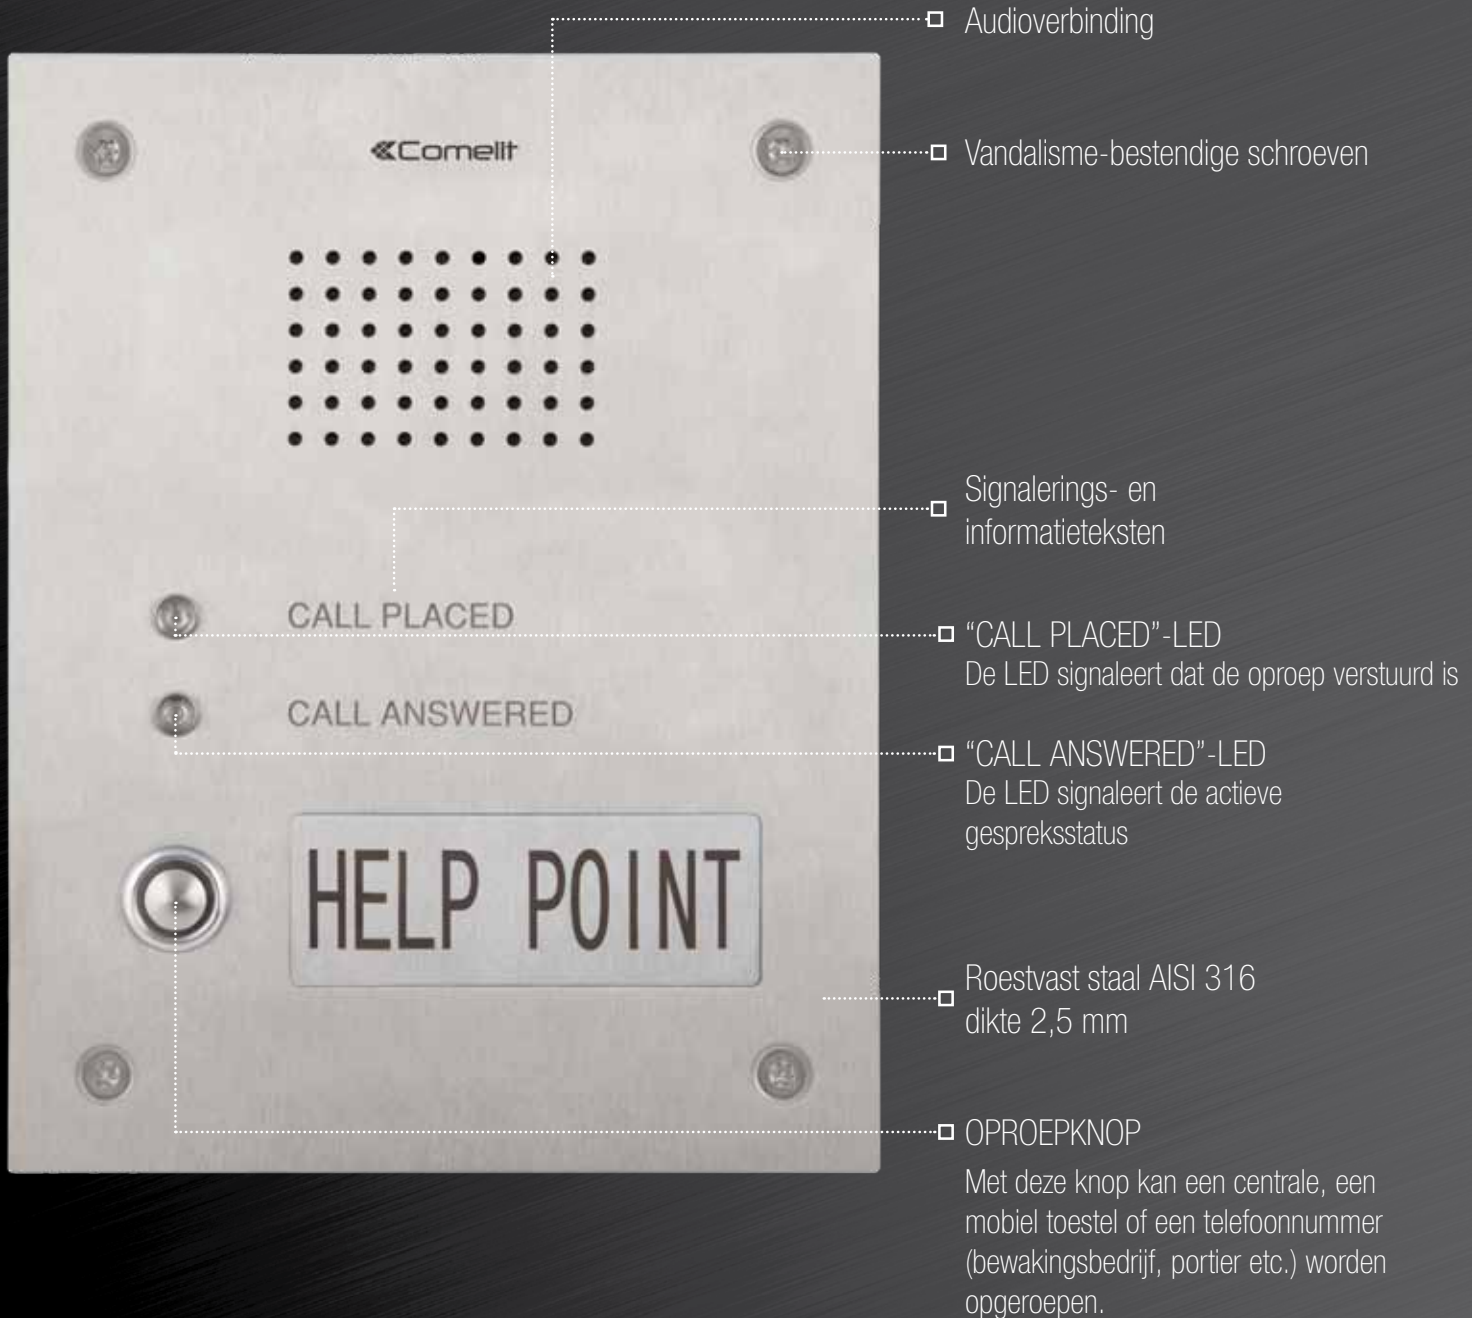 Audioverbinding
Comelit
Vandalisme-bestendige schroeven
Signalerings- en
informatieteksten
CALL PLACED
"CALL PLACED"-LED
De LED signaleert dat de oproep verstuurd is
CALL ANSWERED
"CALL ANSWERED"-LED
De LED signaleert de actieve
gespreksstatus
HELP POINT
Roestvast staal AISI 316
dikte 2,5 mm
OPROEPKNOP
Met deze knop kan een centrale, een
mobiel toestel of een telefoonnummer
(bewakingsbedrijf, portier etc.) worden
opgeroepen.